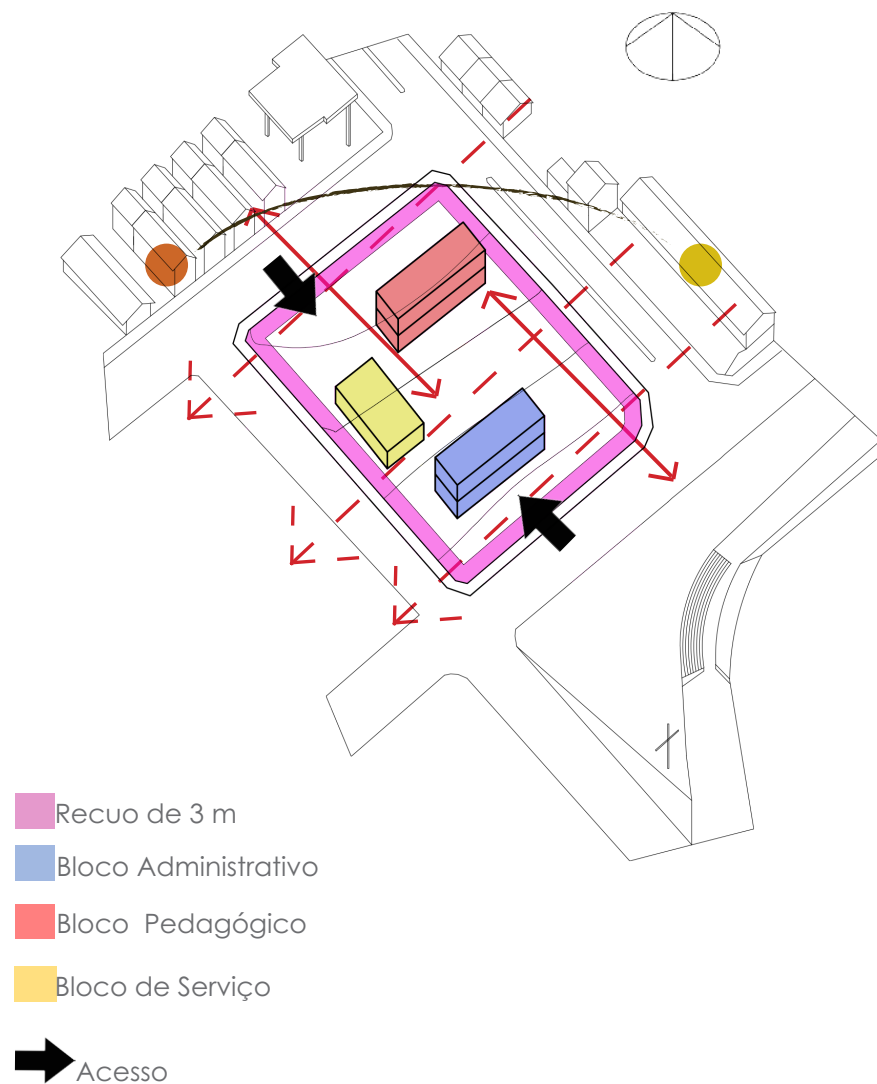 Recuo de 3 m
Bloco Administrativo
Bloco Pedagógico
Bloco de Serviço
Acesso